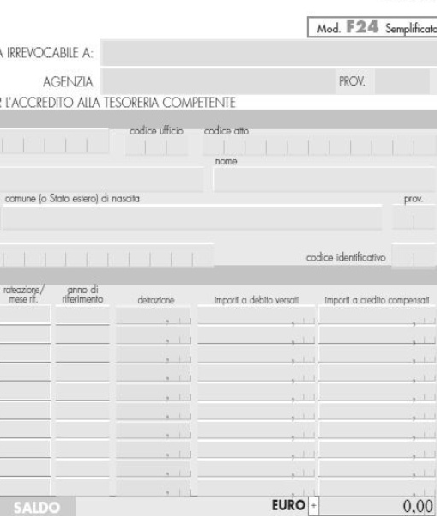 Mod. F24 Semplificato
A IRREVOCABILE A:
AGENZIA PROV.
R L'ACCREDITO ALLA TESORERIA COMPETENTE
codice ufficio codice atto
nome
comune (o Stato estero) di nascita prov.
codice identificativo
rateazione/ mese rif. anno di riferimento detrazione importi a debito versati importi a credito compensati
SALDO EURO + 0,00